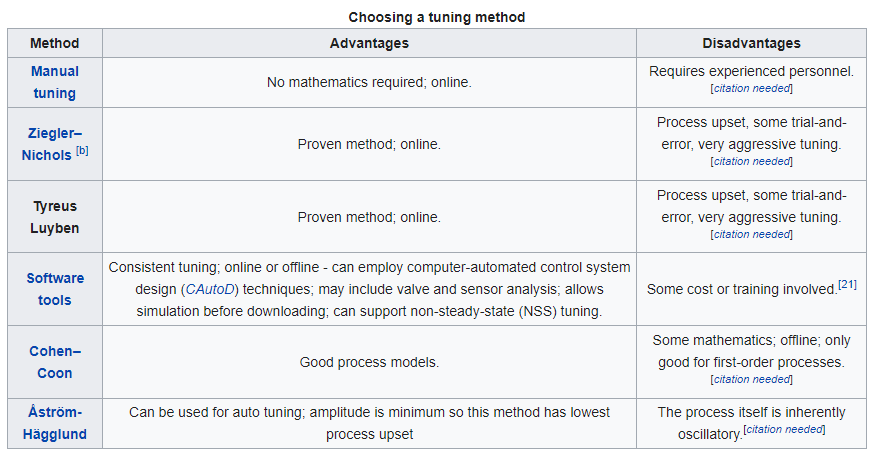 Choosing a tuning method
Method Advantages Disadvantages
Manual
tuning
No mathematics required; online.
Requires experienced personnel.
[citation needed]
Ziegler–
Nichols [b]
Proven method; online.
Process upset, some trial-and-
error, very aggressive tuning.
[citation needed]
Tyreus
Luyben
Proven method; online.
Process upset, some trial-and-
error, very aggressive tuning.
[citation needed]
Software
tools
Consistent tuning; online or offline - can employ computer-automated control system
design (CAutoD) techniques; may include valve and sensor analysis; allows
simulation before downloading; can support non-steady-state (NSS) tuning.
Some cost or training involved.[21]
Cohen–
Coon
Good process models.
Some mathematics; offline; only
good for first-order processes.
[citation needed]
Åström-
Hägglund
Can be used for auto tuning; amplitude is minimum so this method has lowest
process upset
The process itself is inherently
oscillatory.[citation needed]